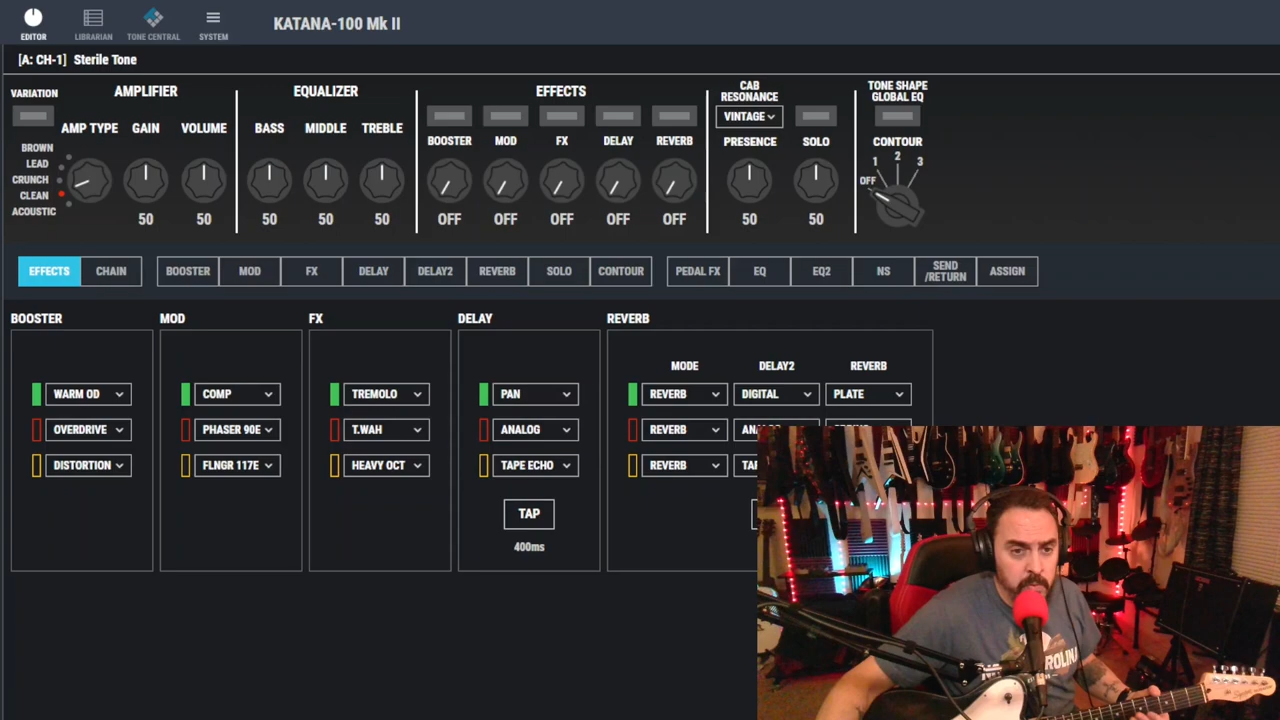 EDITOR
LIBRARIAN
TONE CENTRAL
SYSTEM
KATANA-100 Mk II
[A: CH-1] Sterile Tone
VARIATION
AMPLIFIER
AMP TYPE GAIN VOLUME
BROWN
LEAD
CRUNCH
CLEAN
ACOUSTIC
50 50
EQUALIZER
BASS MIDDLE TREBLE
50 50 50
EFFECTS
BOOSTER MOD FX DELAY REVERB
OFF OFF OFF OFF OFF
CAB
RESONANCE
VINTAGE
PRESENCE SOLO
50 50
TONE SHAPE
GLOBAL EQ
CONTOUR
OFF 1 2 3
EFFECTS CHAIN BOOSTER MOD FX DELAY DELAY2 REVERB SOLO CONTOUR PEDAL FX EQ EQ2 NS SEND
/RETURN ASSIGN
BOOSTER
WARM OD
OVERDRIVE
DISTORTION
MOD
COMP
PHASER 90E
FLNGR 117E
FX
TREMOLO
T.WAH
HEAVY OCT
DELAY
PAN
ANALOG
TAPE ECHO
TAP
400ms
REVERB
MODE DELAY2 REVERB
REVERB DIGITAL PLATE
REVERB
REVERB